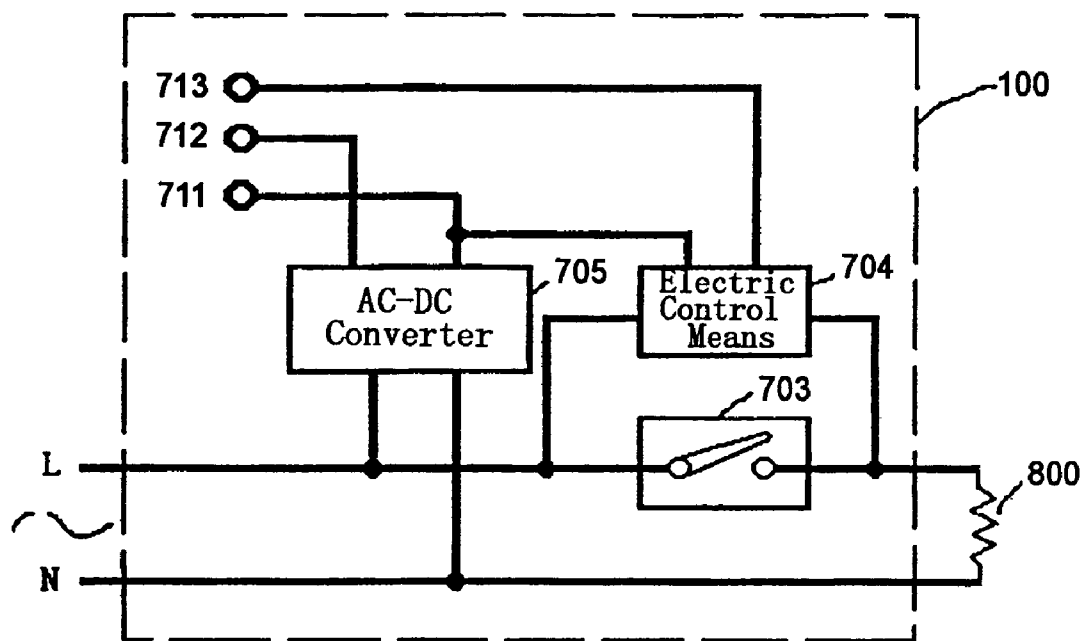 713
712
711
100
705
AC-DC
Converter
704
Electric
Control
Means
703
L
800
N